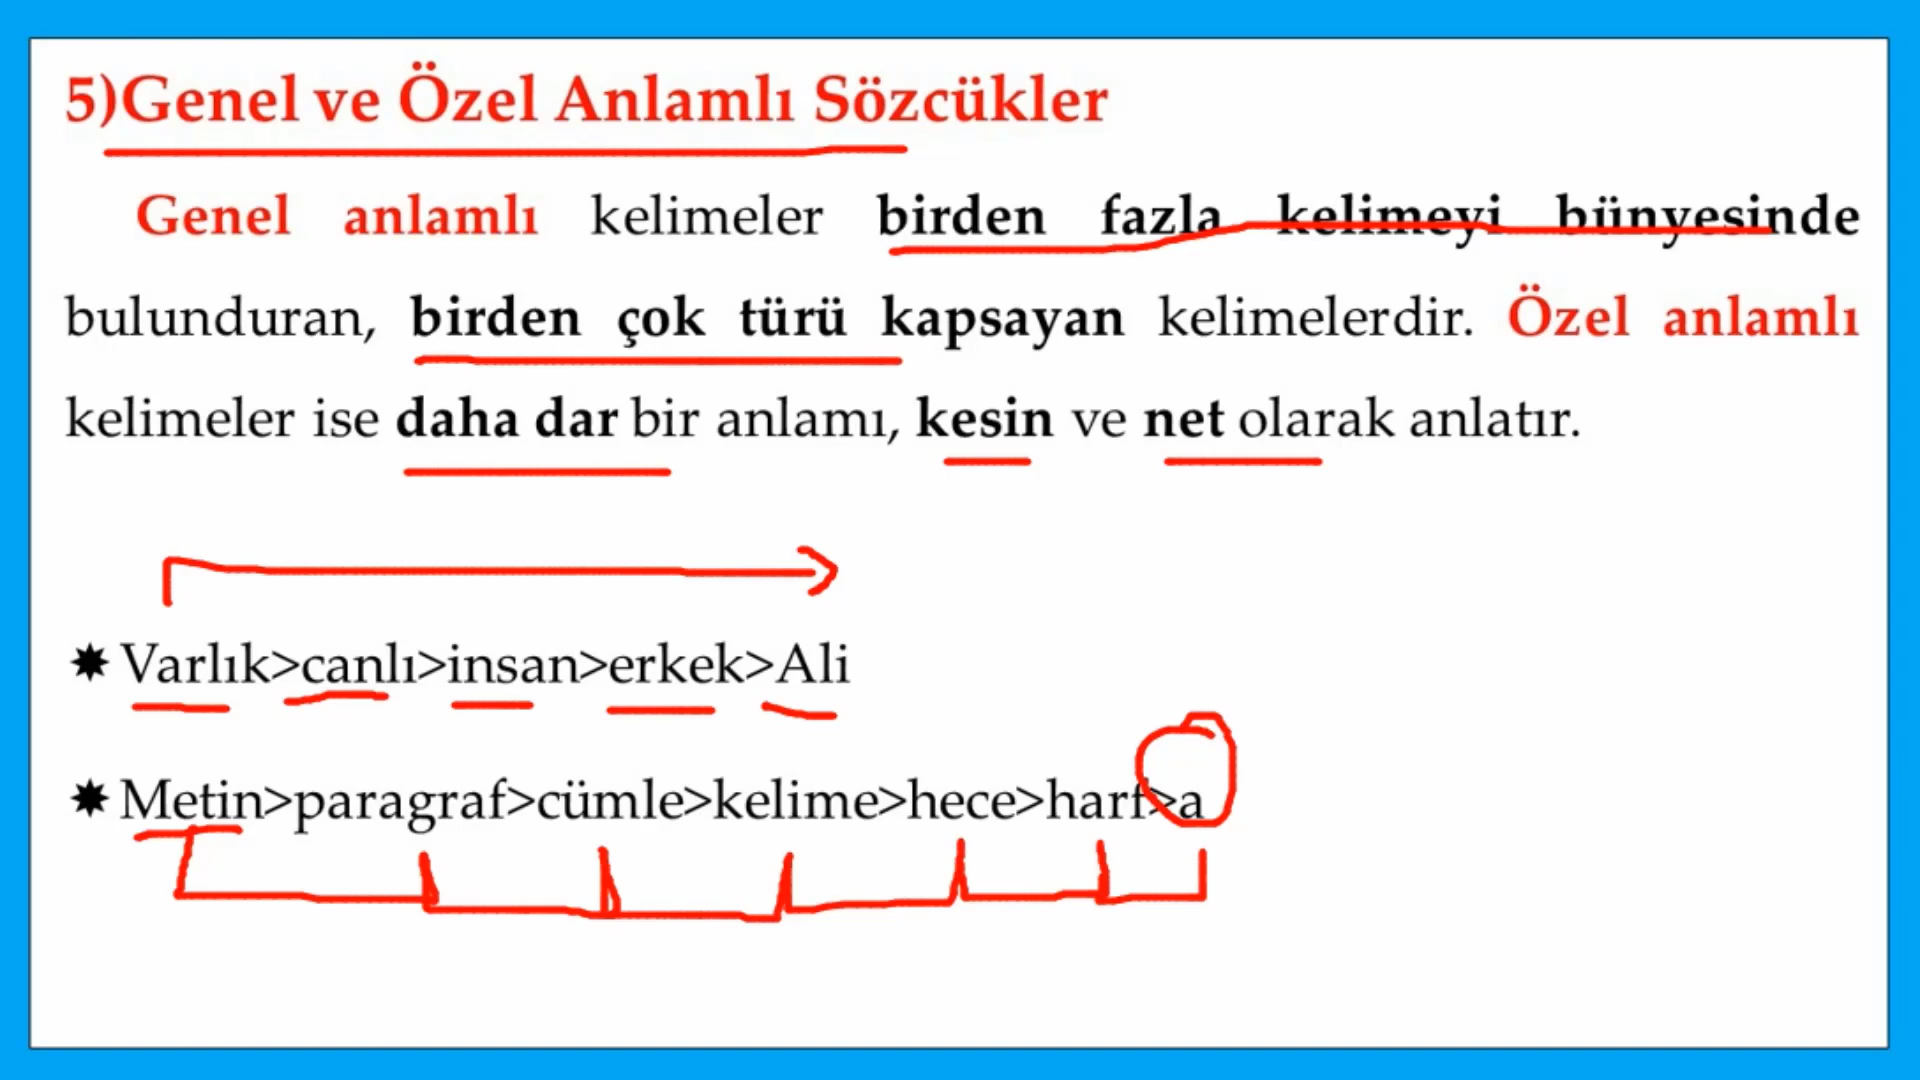 5)Genel ve Özel Anlamlı Sözcükler
Genel anlamlı kelimeler birden fazla kelimeyi bünyesinde
bulunduran, birden çok türü kapsayan kelimelerdir. Özel anlamlı
kelimeler ise daha dar bir anlamı, kesin ve net olarak anlatır.
✸ Varlık>canlı>insan>erkek>Ali
✸ Metin>paragraf>cümle>kelime>hece>harf>a